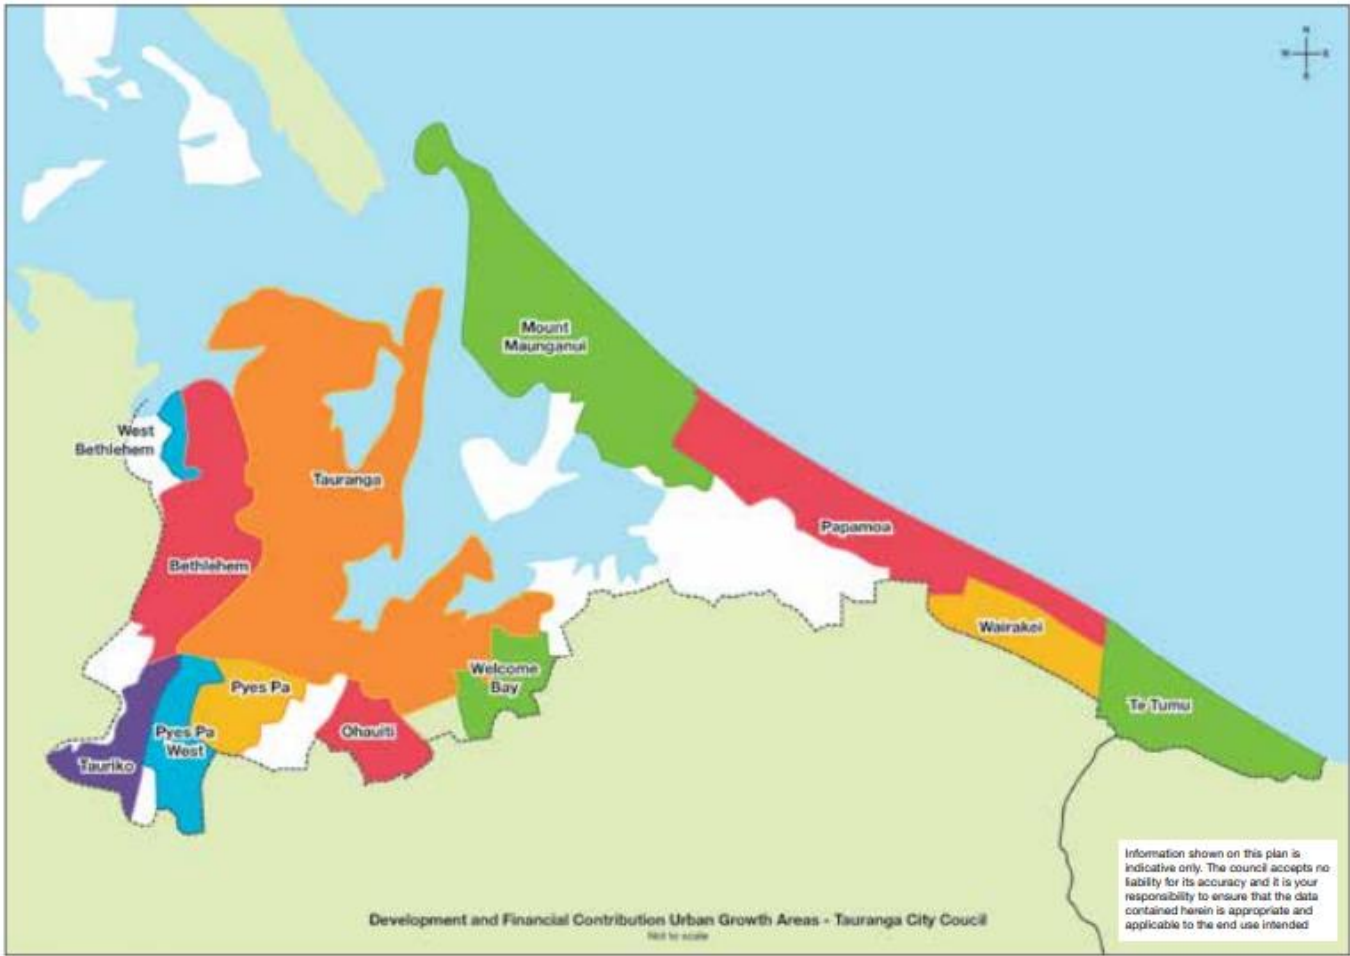 N
W E
S
Mount
Maunganui
West
Bethlehem
Tauranga
Papamoa
Bethlehem
Wairakei
Welcome
Bay
Pyes Pa
Te Tumu
Pyes Pa
West
Ohauiti
Tauriko
Information shown on this plan is
indicative only. The council accepts no
liability for its accuracy and it is your
responsibility to ensure that the data
contained herein is appropriate and
applicable to the end use intended
Development and Financial Contribution Urban Growth Areas - Tauranga City Coucil
Not to scale